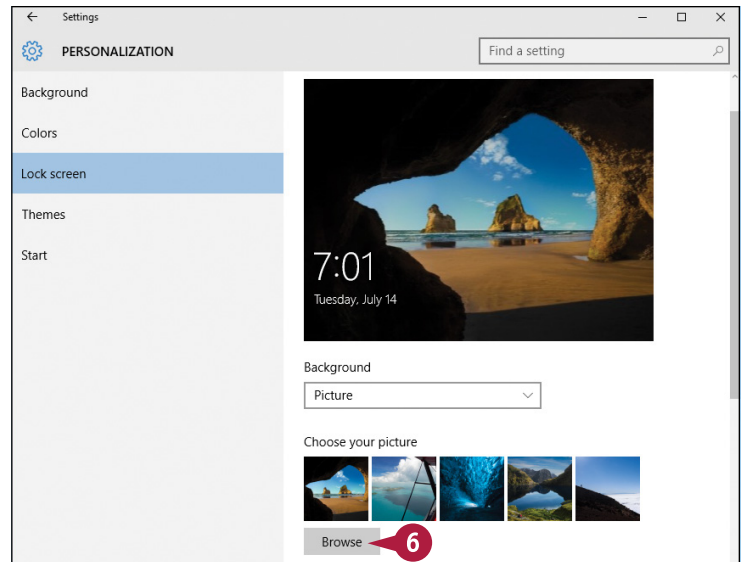 Settings
PERSONALIZATION
Find a setting
Background
Colors
Lock screen
Themes
Start
7:01
Tuesday, July 14
Background
Picture
Choose your picture
Browse
6